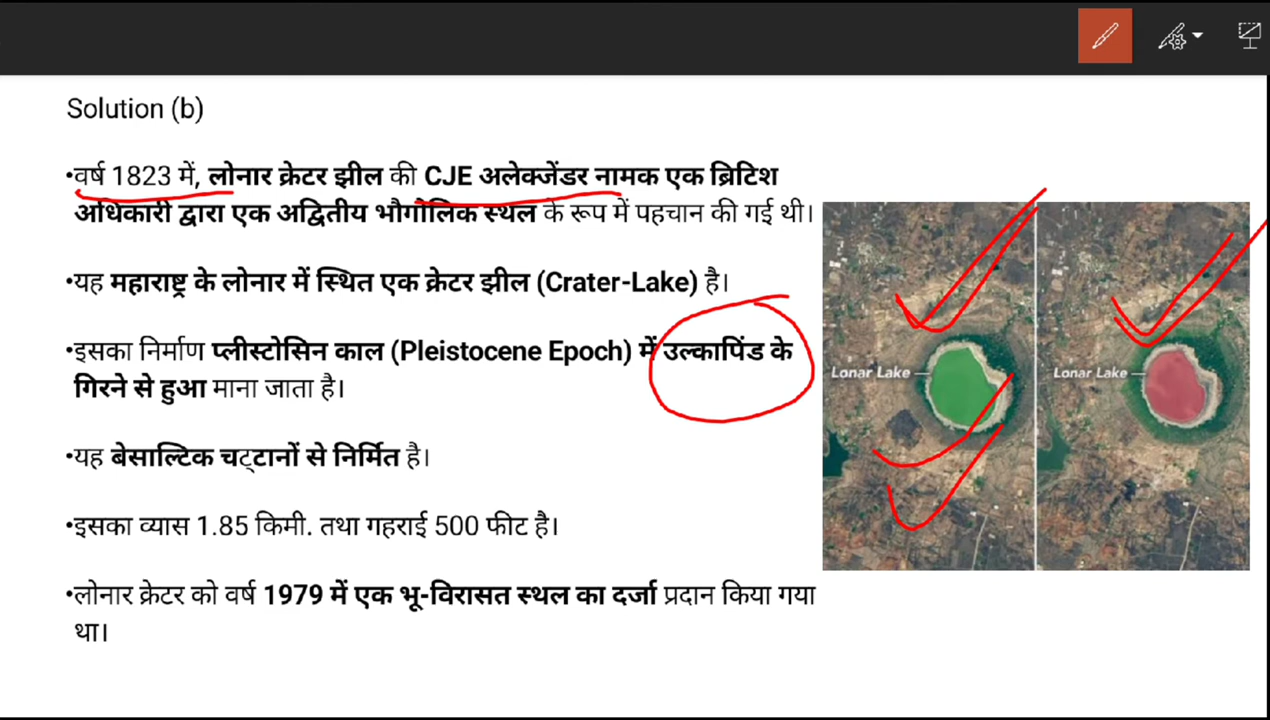 Solution (b)
•वर्ष 1823 में, लोनार क्रेटर झील की CJE अलेक्जेंडर नामक एक ब्रिटिश
अधिकारी द्वारा एक अद्वितीय भौगोलिक स्थल के रूप में पहचान की गई थी।
•यह महाराष्ट्र के लोनार में स्थित एक क्रेटर झील (Crater-Lake) है।
•इसका निर्माण प्लीस्टोसिन काल (Pleistocene Epoch) में उल्कापिंड के
गिरने से हुआ माना जाता है।
•यह बेसाल्टिक चट्टानों से निर्मित है।
•इसका व्यास 1.85 किमी. तथा गहराई 500 फीट है।
•लोनार क्रेटर को वर्ष 1979 में एक भू-विरासत स्थल का दर्जा प्रदान किया गया
था।
Lonar Lake
Lonar Lake